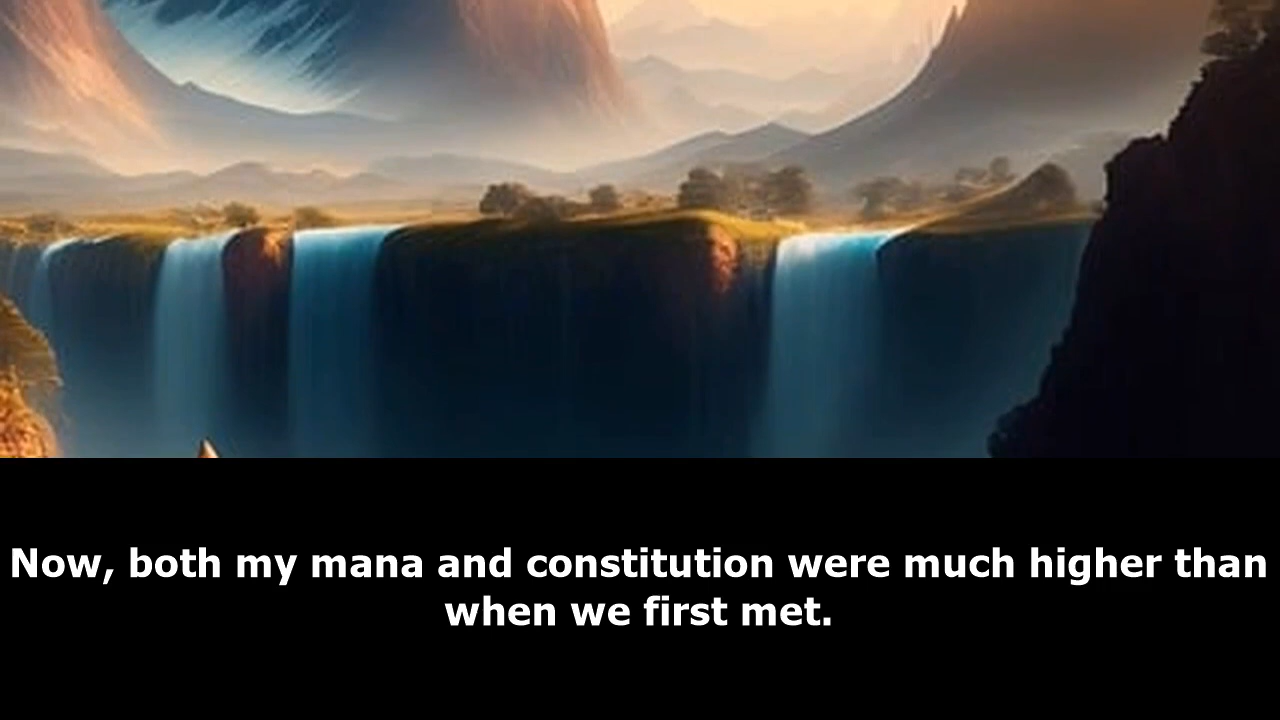 Now, both my mana and constitution were much higher than
when we first met.